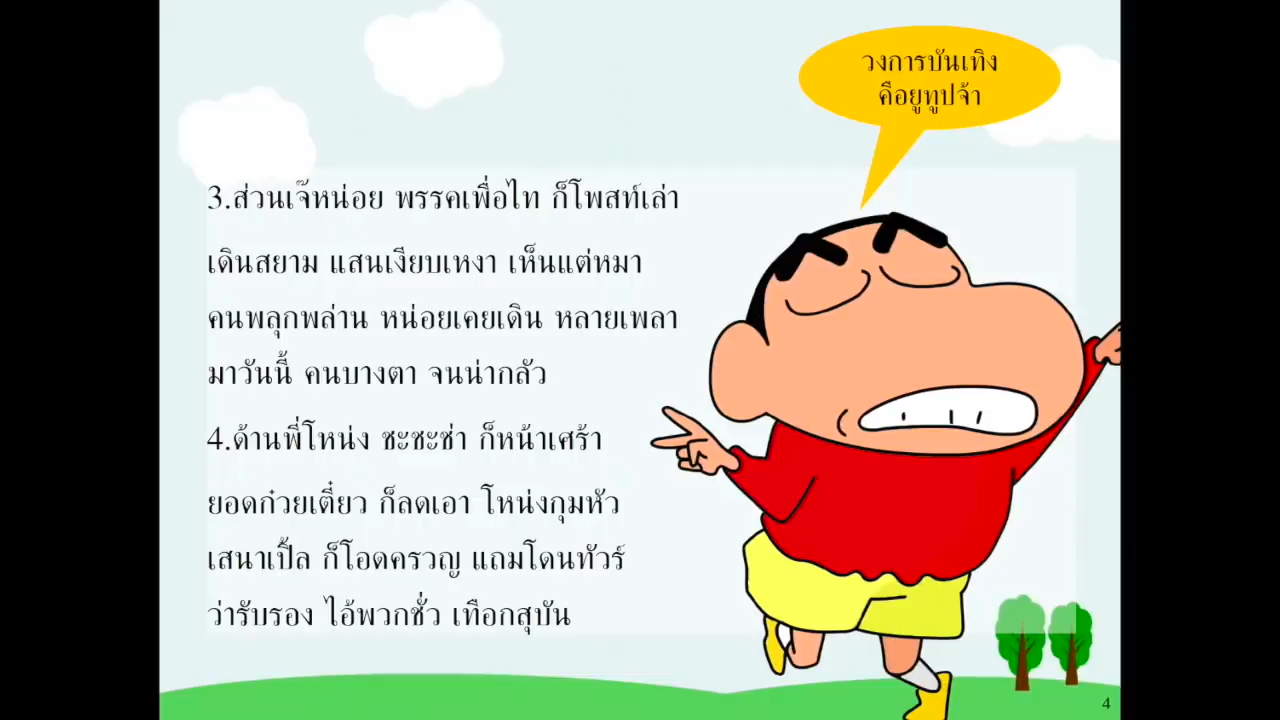 วงการบันเทิง
คือยูทูปจ้า
3.ส่วนเจ๊หน่อย พรรคเพื่อไท ก็โพสท์เล่า
เดินสยาม แสนเงียบเหงา เห็นแต่หมา
คนพลุกพล่าน หน่อยเคยเดิน หลายเพลา
มาวันนี้ คนบางตา จนน่ากลัว
4.ด้านพี่โหน่ง ชะชะช่า ก็หน้าเศร้า
ยอดก๋วยเตี๋ยว ก็ลดเอา โหน่งกุมหัว
เสนาเปิ้ล ก็โอดครวญ แถมโดนทัวร์
ว่ารับรอง ไอ้พวกชั่ว เทือกสุบัน
4